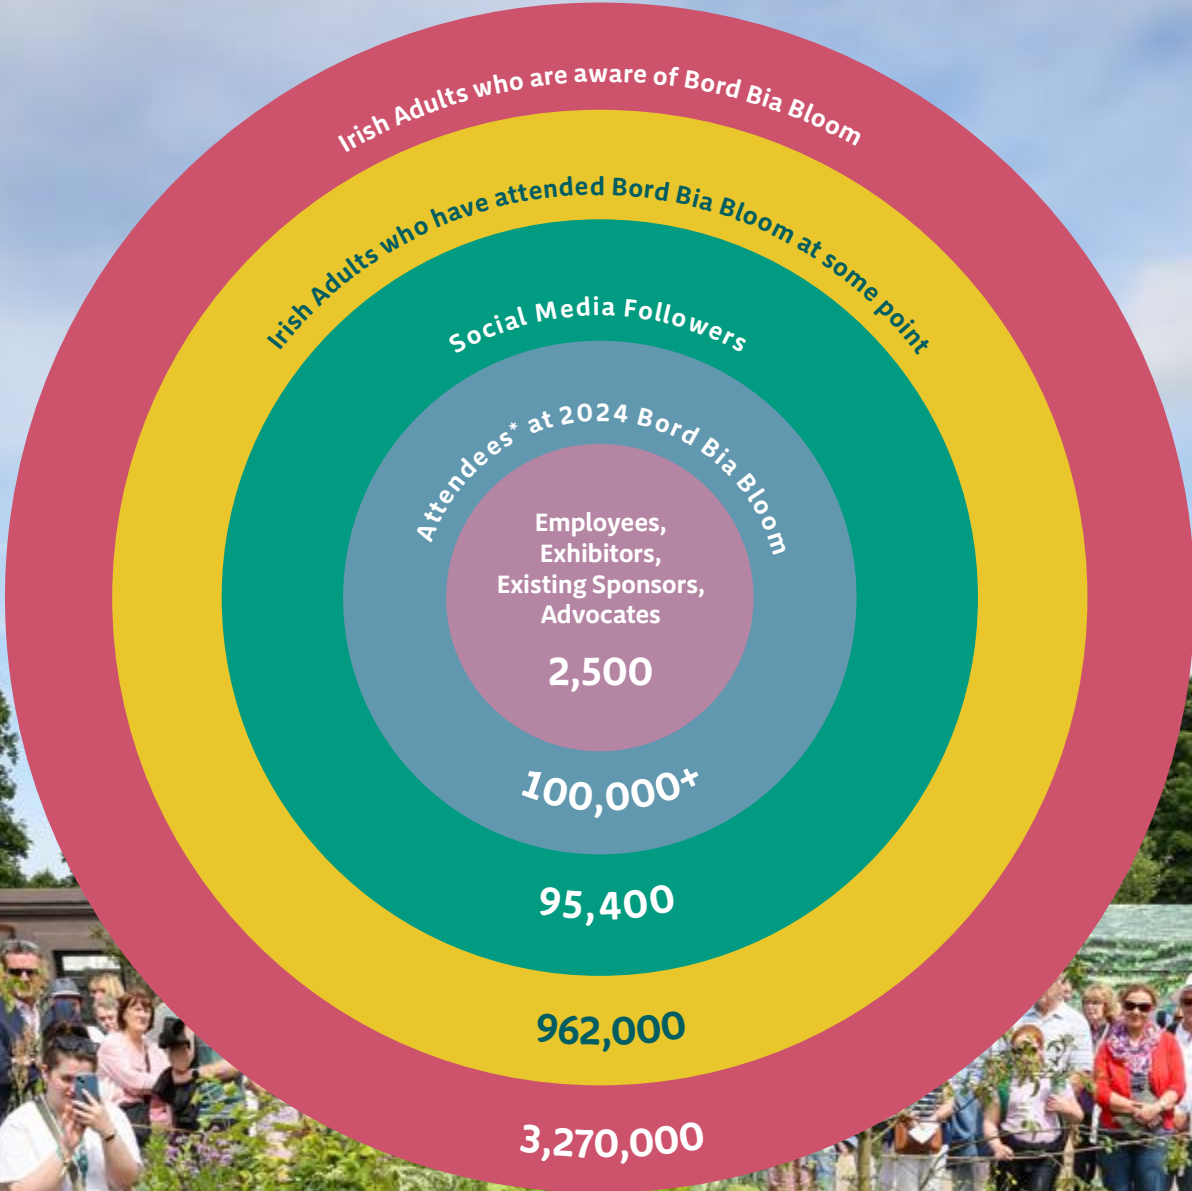 Irish Adults who are aware of Bord Bia Bloom
Irish Adults who have attended Bord Bia Bloom at some point
Social Media Followers
Attendees* at 2024 Bord Bia Bloom
Employees,
Exhibitors,
Existing Sponsors,
Advocates
2,500
100,000+
95,400
962,000
3,270,000